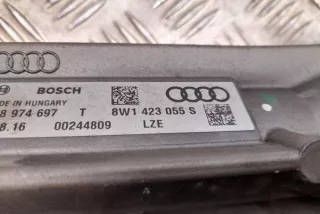 BOSCH
DE IN HUNGARY
8 974 697 T 8W1 423 055 S
8.16 00244809 LZE